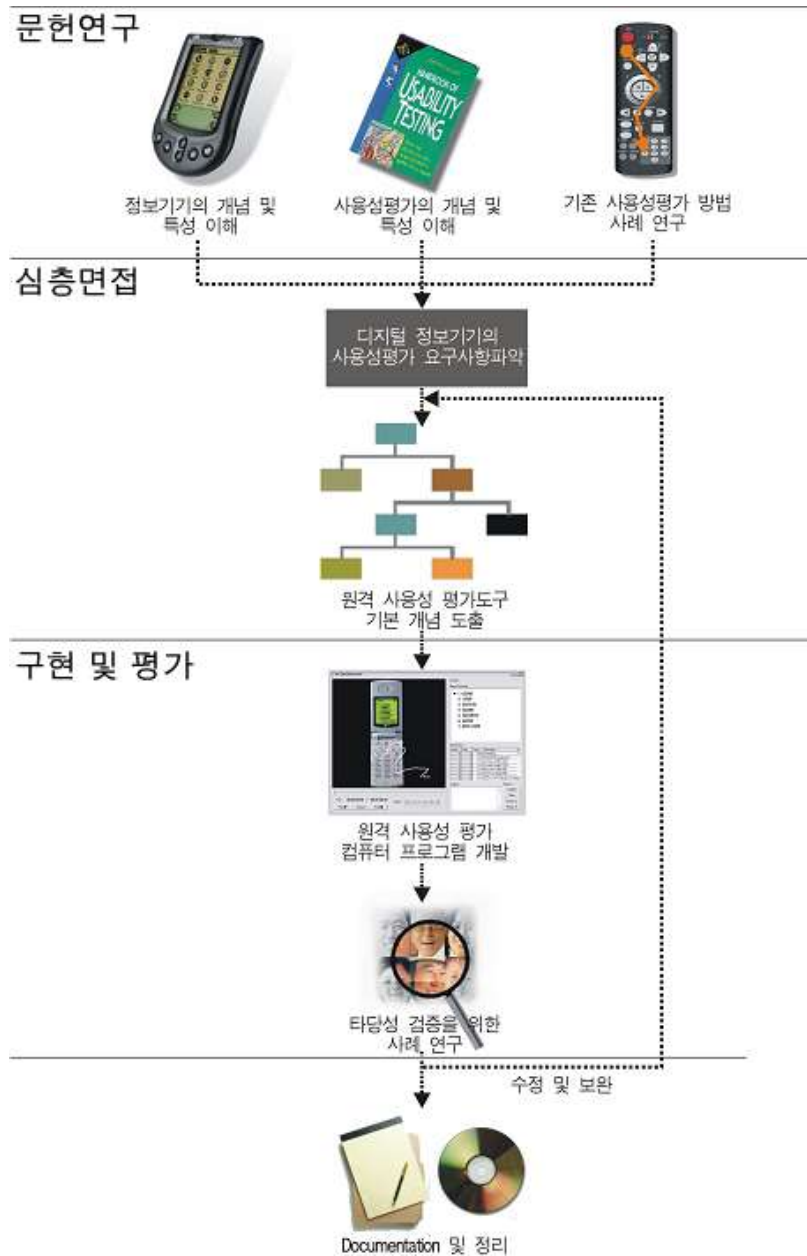 문헌연구
HANDBOOK OF
USABILITY
TESTING
정보기기의 개념 및
특성 이해
사용성평가의 개념 및
특성 이해
기존 사용성평가 방법
사례 연구
심층면접
디지털 정보기기의
사용성평가 요구사항파악
원격 사용성 평가도구
기본 개념 도출
구현 및 평가
원격 사용성 평가
컴퓨터 프로그램 개발
타당성 검증을 위한
사례 연구
수정 및 보완
Documentation 및 정리